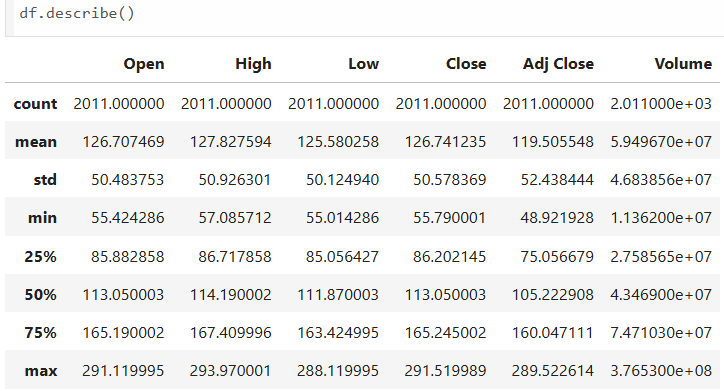 df.describe()
Open High Low Close Adj Close Volume
count 2011.000000 2011.000000 2011.000000 2011.000000 2011.000000 2.011000e+03
mean 126.707469 127.827594 125.580258 126.741235 119.505548 5.949670e+07
std 50.483753 50.926301 50.124940 50.578369 52.438444 4.683856e+07
min 55.424286 57.085712 55.014286 55.790001 48.921928 1.136200e+07
25% 85.882858 86.717858 85.056427 86.202145 75.056679 2.758565e+07
50% 113.050003 114.190002 111.870003 113.050003 105.222908 4.346900e+07
75% 165.190002 167.409996 163.424995 165.245002 160.047111 7.471030e+07
max 291.119995 293.970001 288.119995 291.519989 289.522614 3.765300e+08